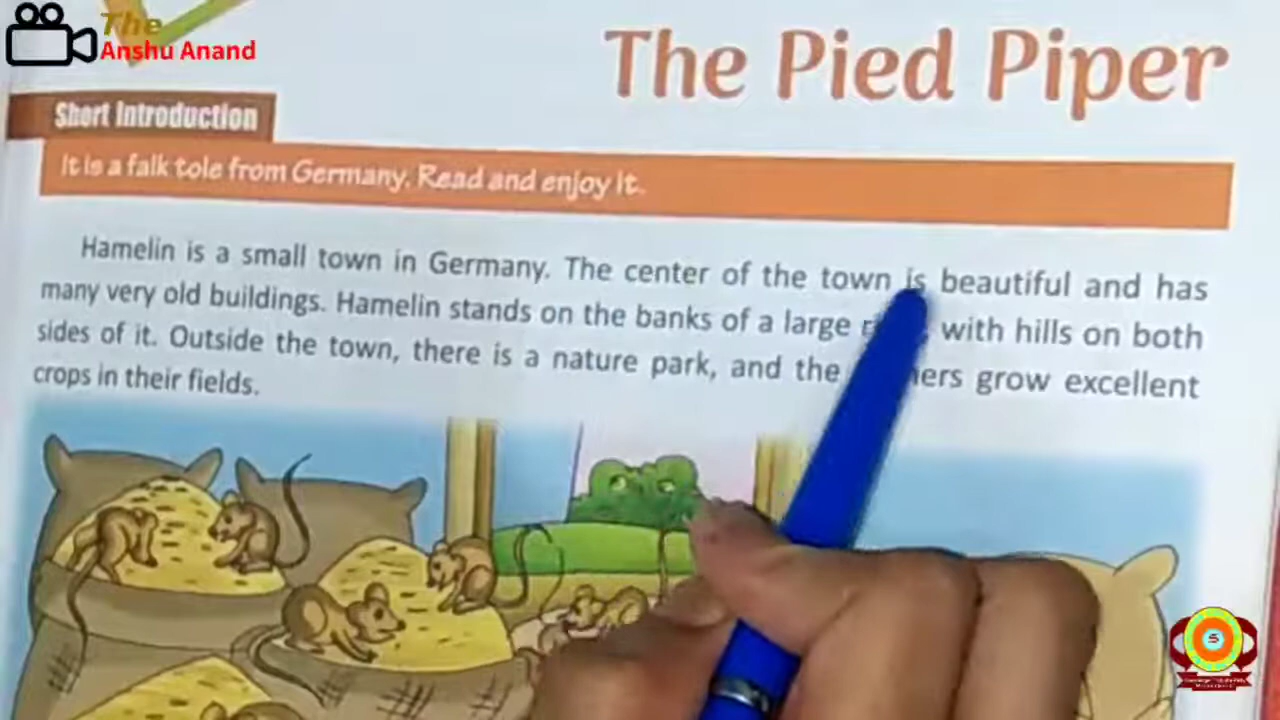 The
Anshu Anand
The Pied Piper
Short Introduction
It is a falk tole from Germany. Read and enjoy it.
Hamelin is a small town in Germany. The center of the town is beautiful and has
many very old buildings. Hamelin stands on the banks of a large with hills on both
sides of it. Outside the town, there is a nature park, and the grow excellent
crops in their fields.
S